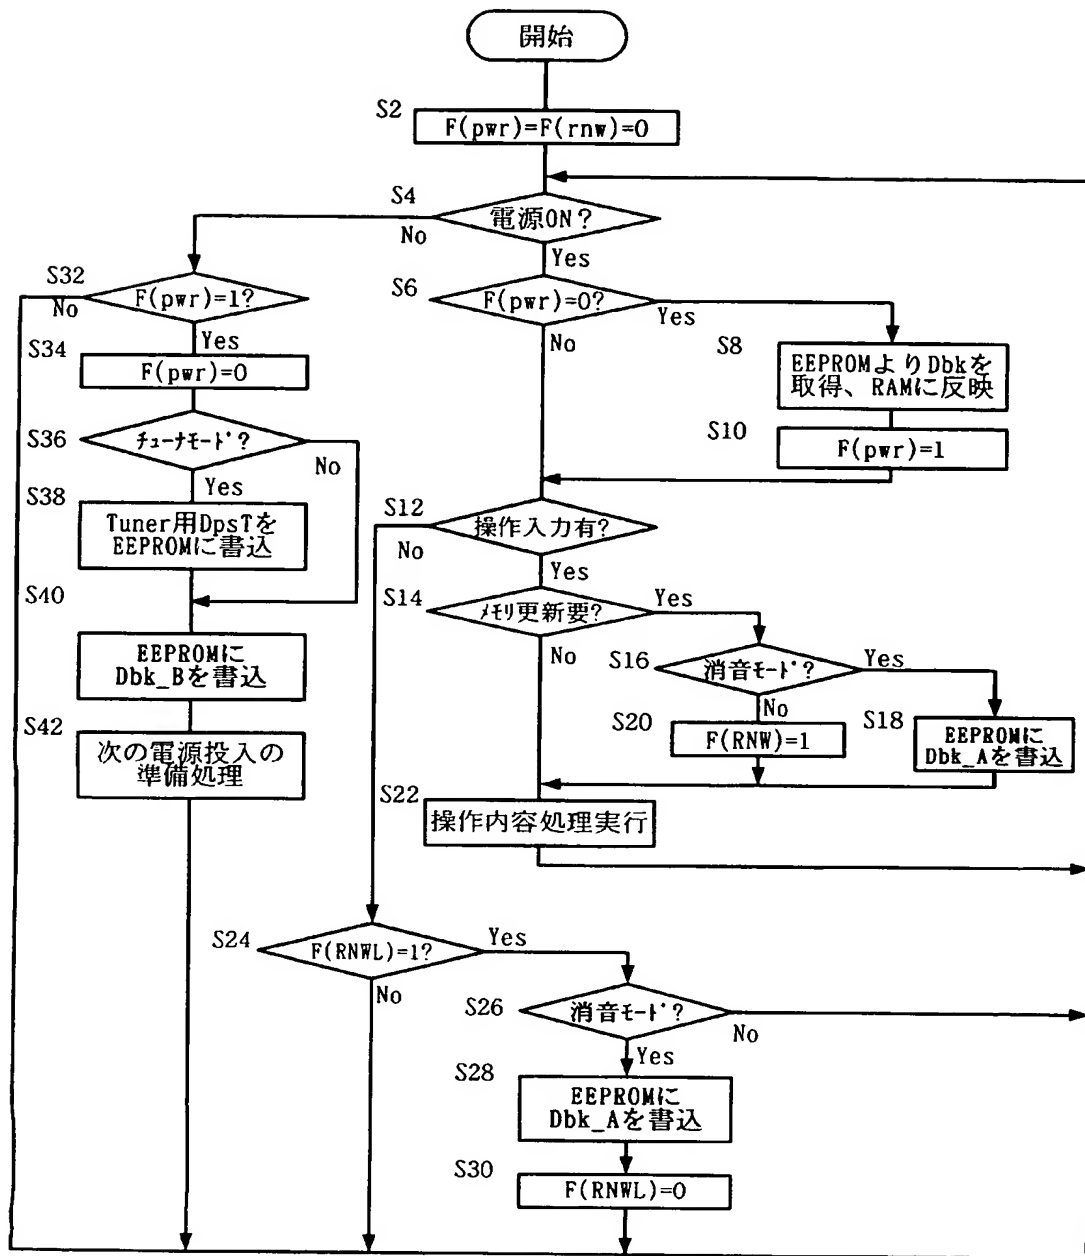 開始
S2
F(pwr)=F(rnw)=0
S4
電源ON?
No
Yes
S32
F(pwr)=1?
No
Yes
S6
F(pwr)=0?
Yes
No
S34
F(pwr)=0
S8
EEPROMよりDbkを
取得、RAMに反映
S10
F(pwr)=1
S36
ﾁｭｰﾅﾓｰﾄﾞ?
No
Yes
S38
Tuner用DpsTを
EEPROMに書込
S12
操作入力有?
No
Yes
S40
EEPROMに
Dbk_Bを書込
S14
ﾒﾓﾘ更新要?
Yes
No
S16
消音ﾓｰﾄﾞ?
Yes
No
S42
次の電源投入の
準備処理
S20
F(RNW)=1
S18
EEPROMに
Dbk_Aを書込
S22
操作内容処理実行
S24
F(RNWL)=1?
Yes
No
S26
消音ﾓｰﾄﾞ?
No
Yes
S28
EEPROMに
Dbk_Aを書込
S30
F(RNWL)=0